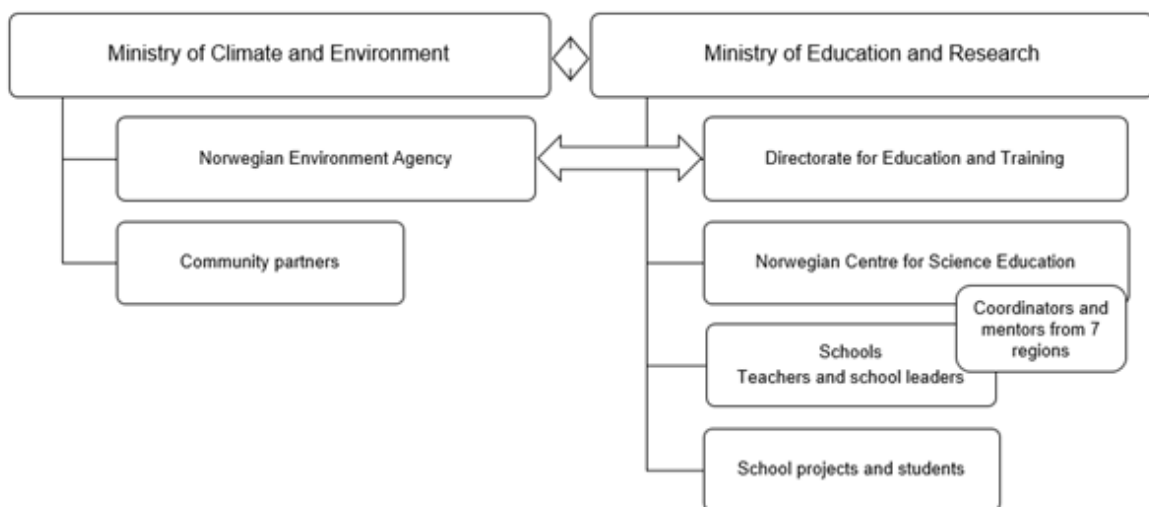 Ministry of Climate and Environment
Ministry of Education and Research
Norwegian Environment Agency
Directorate for Education and Training
Community partners
Norwegian Centre for Science Education
Coordinators and
mentors from 7
regions
Schools
Teachers and school leaders
School projects and students